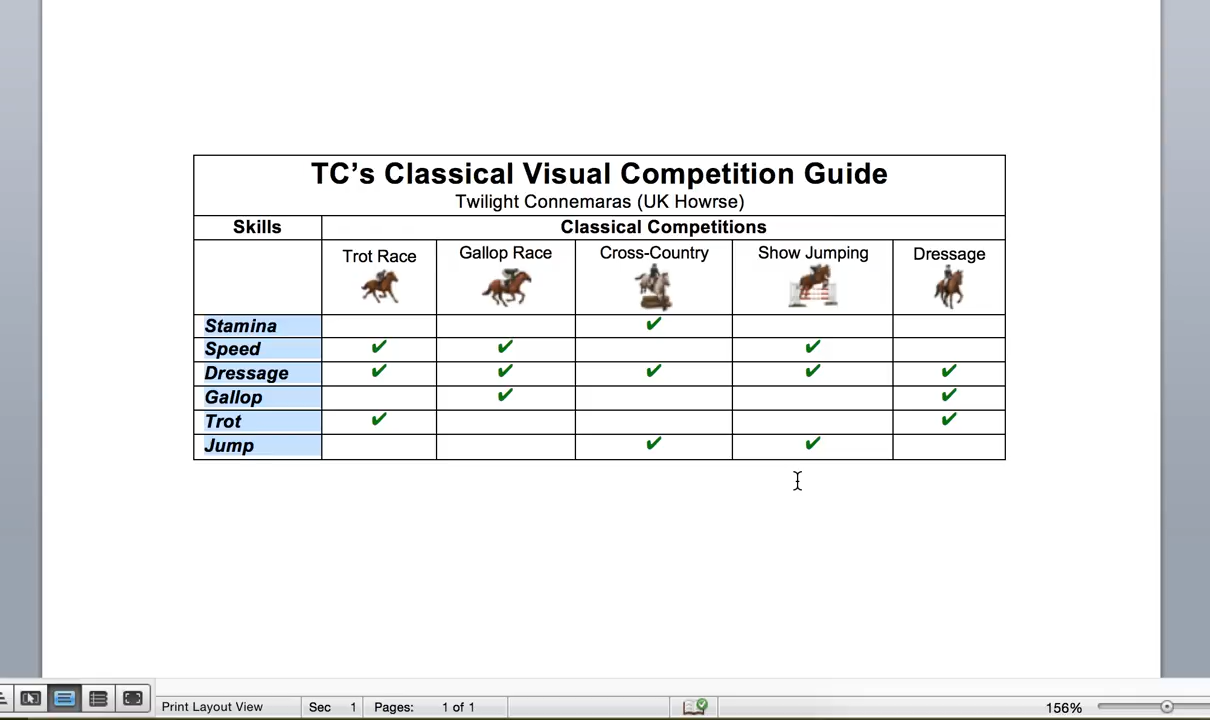 TC's Classical Visual Competition Guide
Twilight Connemaras (UK Howrse)
Skills Classical Competitions
Trot Race Gallop Race Cross-Country Show Jumping Dressage
Stamina ✔
Speed ✔ ✔ ✔
Dressage ✔ ✔ ✔ ✔ ✔
Gallop ✔ ✔
Trot ✔ ✔
Jump ✔ ✔
Print Layout View Sec 1 Pages: 1 of 1 156%